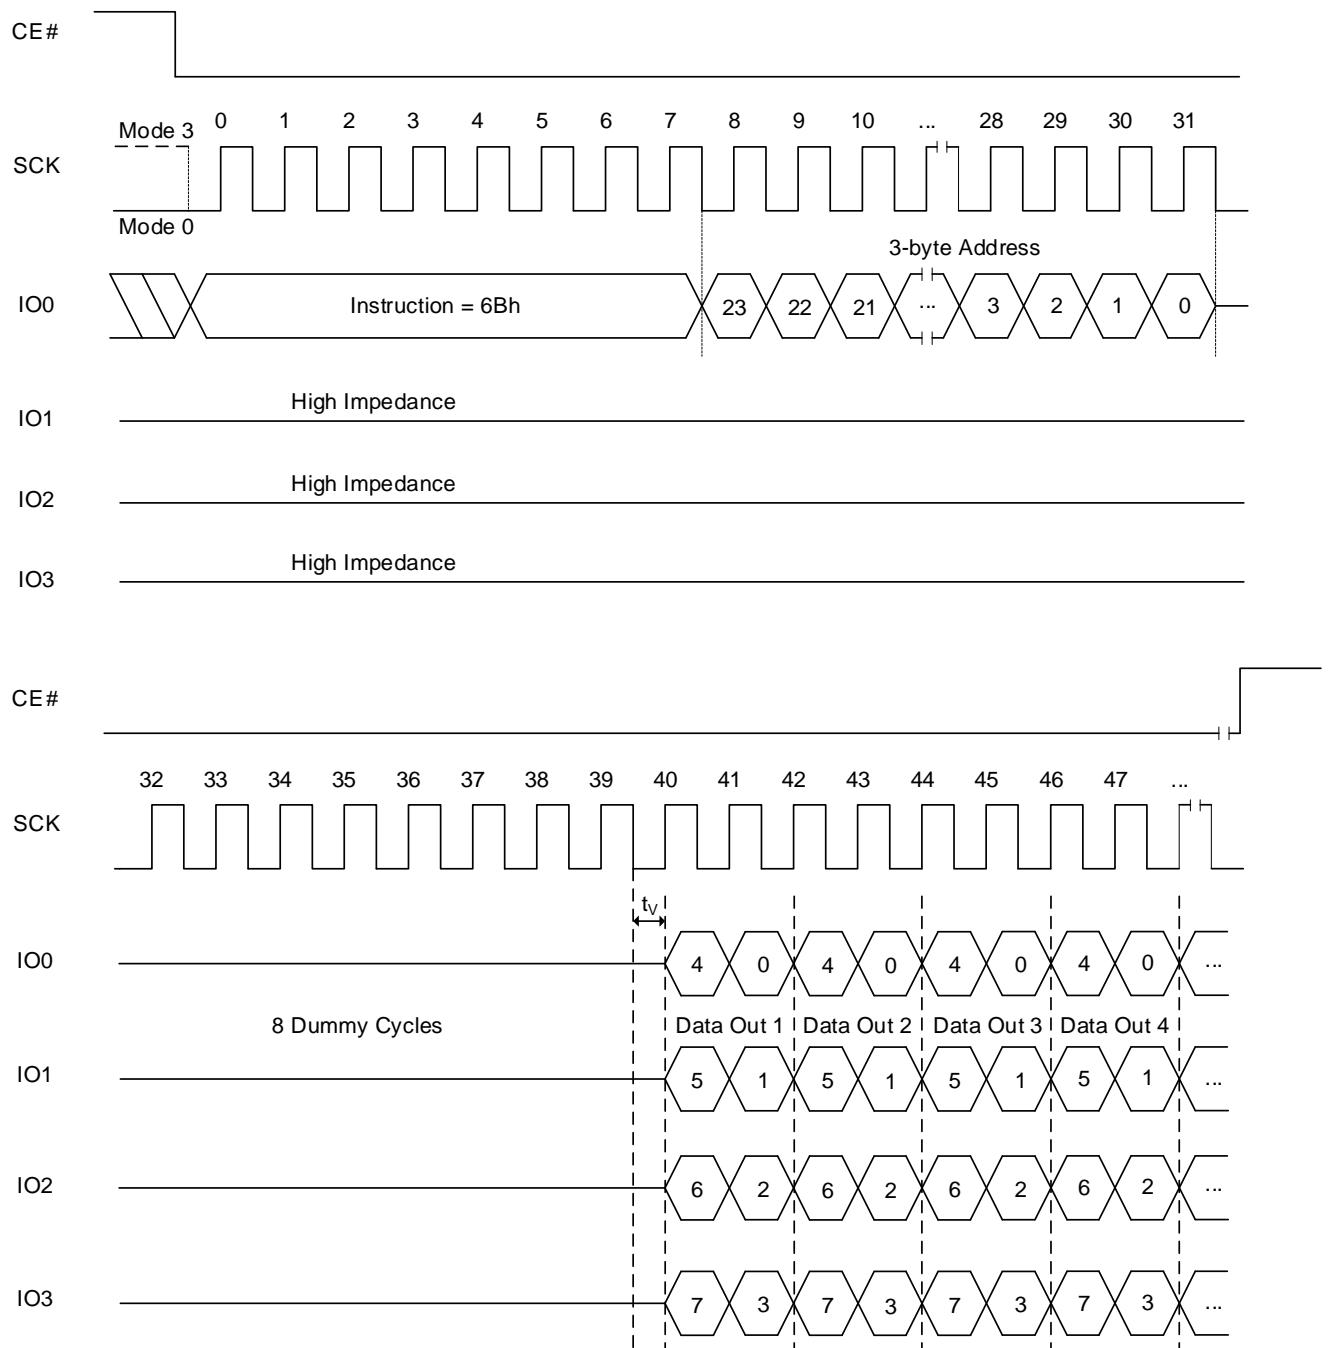 CE#
Mode 3 0 1 2 3 4 5 6 7 8 9 10 ... 28 29 30 31
SCK
Mode 0
3-byte Address
IO0 Instruction = 6Bh 23 22 21 ... 3 2 1 0
High Impedance
IO1
High Impedance
IO2
High Impedance
IO3
CE#
32 33 34 35 36 37 38 39 40 41 42 43 44 45 46 47 ...
SCK
tV
IO0 4 0 4 0 4 0 4 0 ...
8 Dummy Cycles Data Out 1 Data Out 2 Data Out 3 Data Out 4
IO1 5 1 5 1 5 1 5 1 ...
IO2 6 2 6 2 6 2 6 2 ...
IO3 7 3 7 3 7 3 7 3 ...